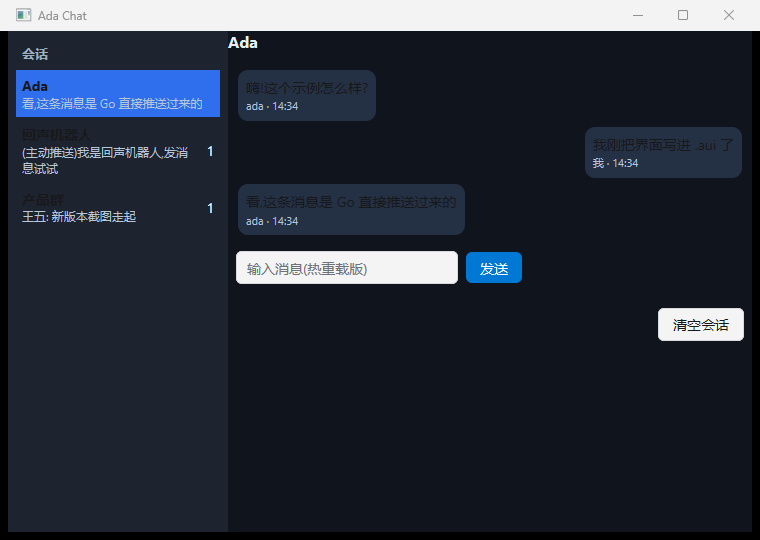 Ada Chat
会话
Ada
看,这条消息是 Go 直接推送过来的
回声机器人
(主动推送)我是回声机器人,发消
息试试
1
产品群
王五: 新版本截图走起
1
Ada
嗨!这个示例怎么样?
ada · 14:34
我刚把界面写进 .aui 了
我 · 14:34
看,这条消息是 Go 直接推送过来的
ada · 14:34
输入消息(热重载版)
发送
清空会话